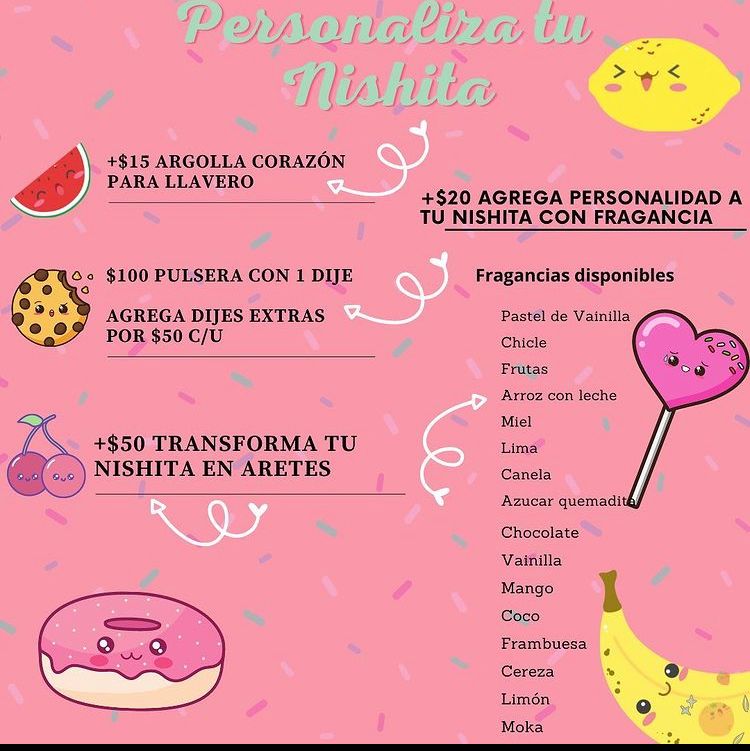 Personaliza tu
Nishita
+$15 ARGOLLA CORAZÓN
PARA LLAVERO
$100 PULSERA CON 1 DIJE
AGREGA DIJES EXTRAS
POR $50 C/U
+$50 TRANSFORMA TU
NISHITA EN ARETES
+$20 AGREGA PERSONALIDAD A
TU NISHITA CON FRAGANCIA
Fragancias disponibles
Pastel de Vainilla
Chicle
Frutas
Arroz con leche
Miel
Lima
Canela
Azucar quemadita
Chocolate
Vainilla
Mango
Coco
Frambuesa
Cereza
Limón
Moka